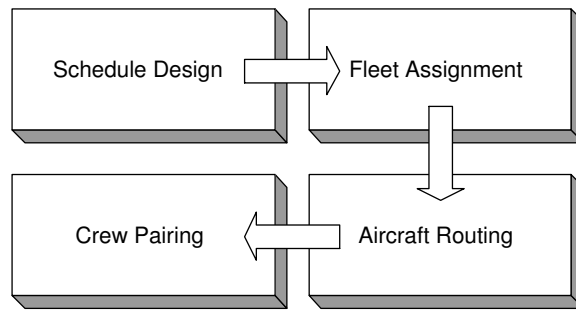 Schedule Design
Fleet Assignment
Crew Pairing
Aircraft Routing